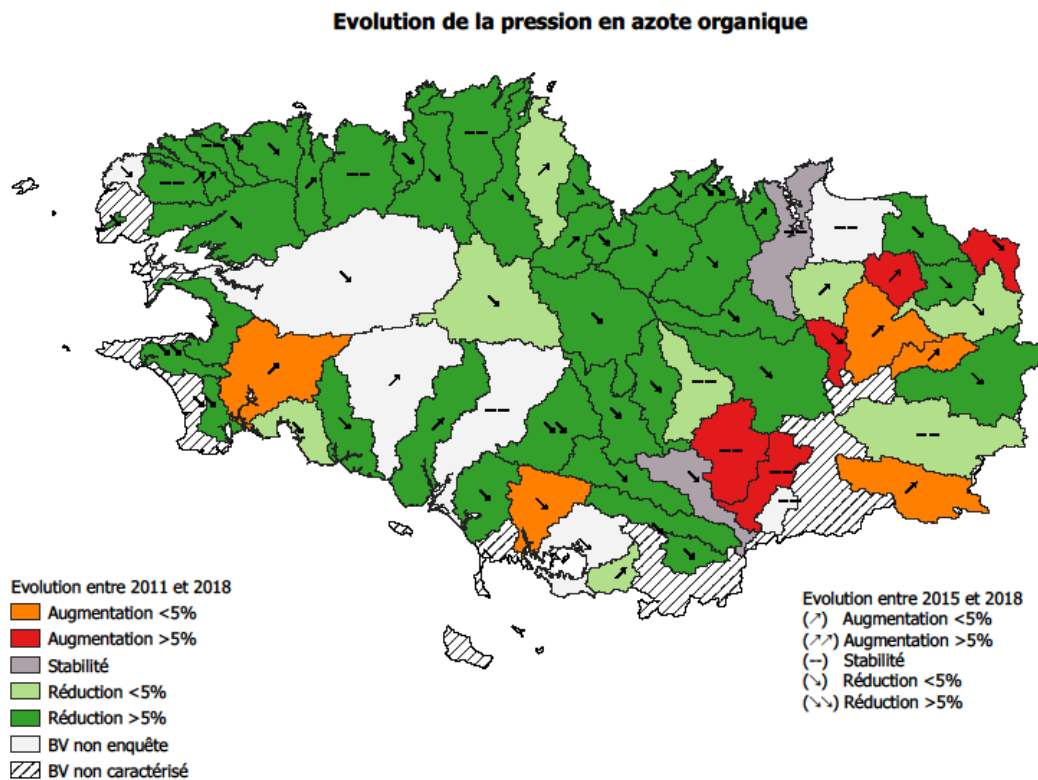 Evolution de la pression en azote organique
Evolution entre 2011 et 2018
Augmentation <5%
Augmentation >5%
Stabilité
Réduction <5%
Réduction >5%
BV non enquête
BV non caractérisé
Evolution entre 2015 et 2018
(↗) Augmentation <5%
(↗↗) Augmentation >5%
(--) Stabilité
(↘) Réduction <5%
(↘↘) Réduction >5%